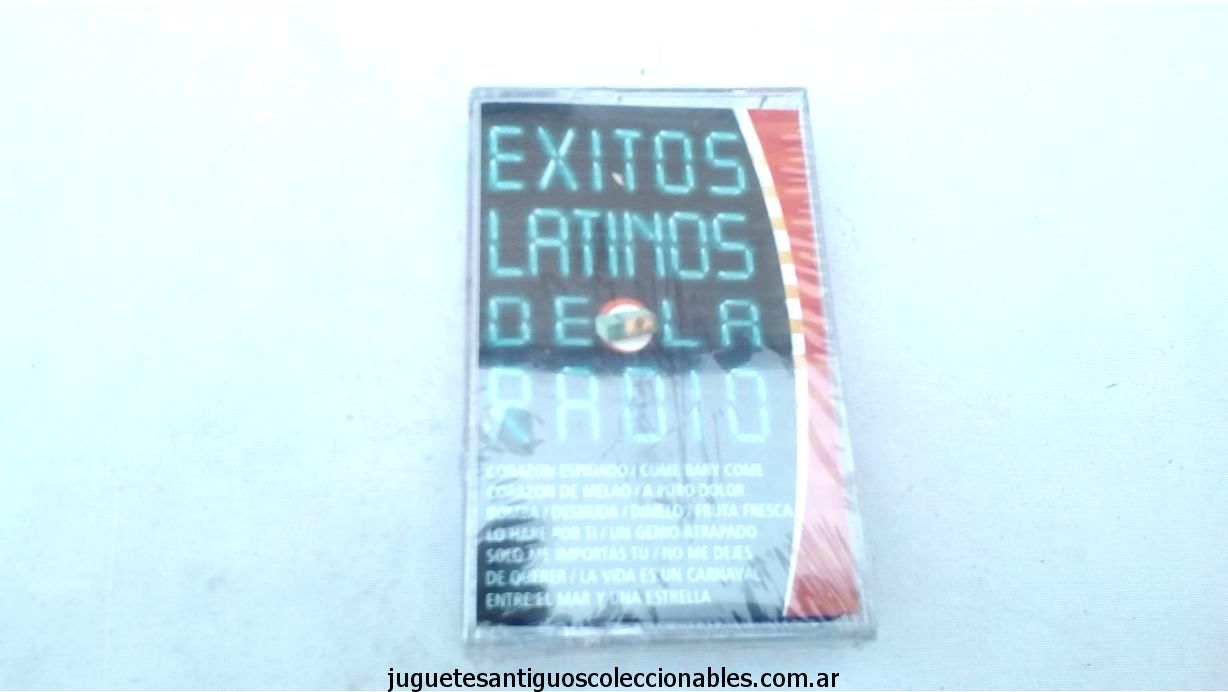 EXITOS
LATINOS
DE LA
RADIO
CORAZON ESPINADO / COME BABY COME
CORAZON DE MELAO / A PURO DOLOR
BOMBA / DESNUDA / DIMELO / FRUTA FRESCA
LO HARE POR TI / UN GENIO ATRAPADO
SOLO ME IMPORTAS TU / NO ME DEJES
DE QUERER / LA VIDA ES UN CARNAVAL
ENTRE EL MAR Y UNA ESTRELLA
juguetesantiguoscoleccionables.com.ar